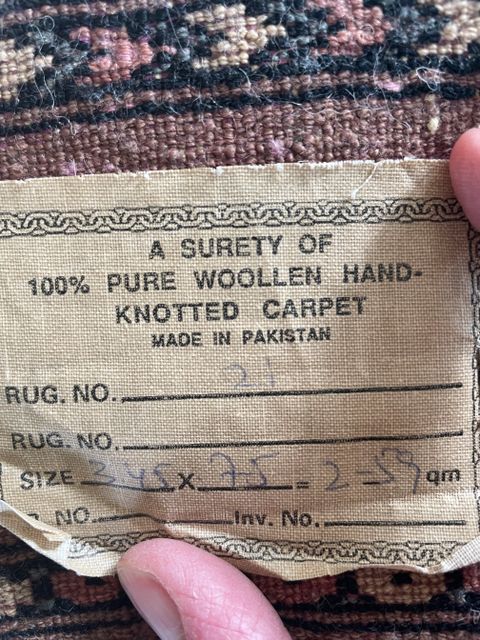 A SURETY OF
100% PURE WOOLLEN HAND-
KNOTTED CARPET
MADE IN PAKISTAN
RUG. NO. 21
RUG. NO.
SIZE 345 X 75 = 2-59 qm
NO. Inv. No.